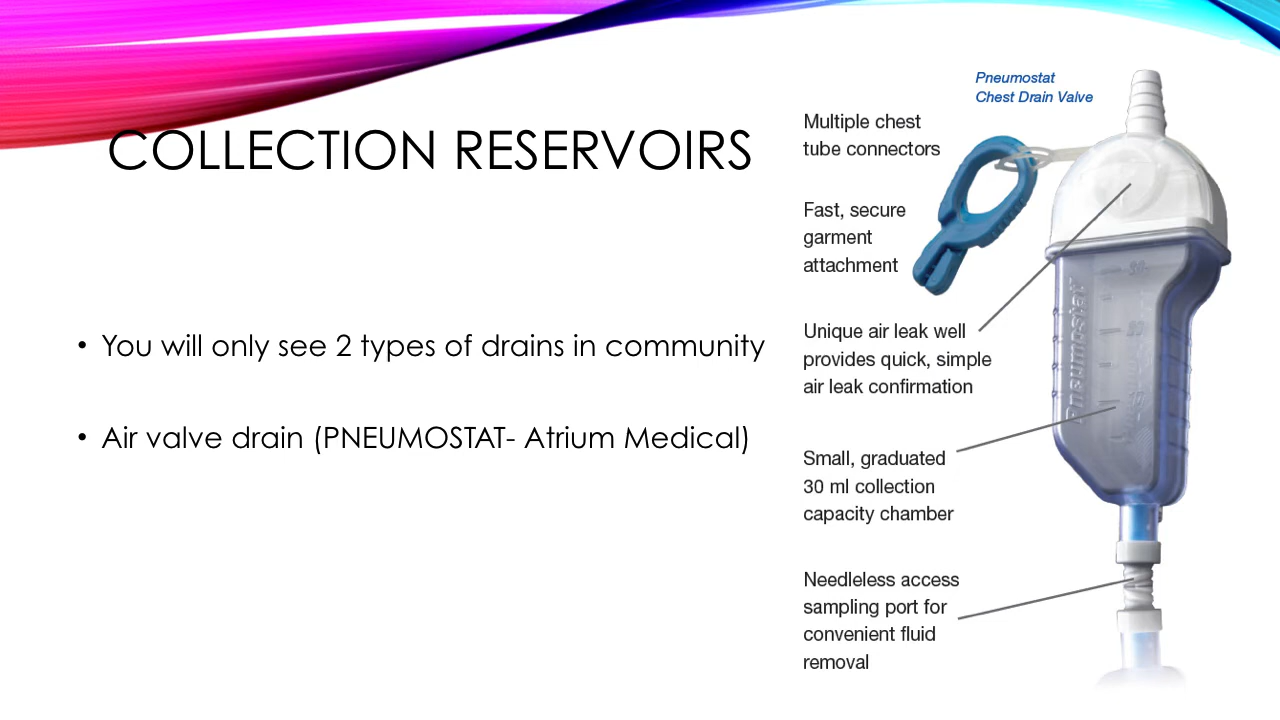 COLLECTION RESERVOIRS
• You will only see 2 types of drains in community
• Air valve drain (PNEUMOSTAT- Atrium Medical)
Pneumostat
Chest Drain Valve
Multiple chest
tube connectors
Fast, secure
garment
attachment
Unique air leak well
provides quick, simple
air leak confirmation
Small, graduated
30 ml collection
capacity chamber
Needleless access
sampling port for
convenient fluid
removal
Pneumostat